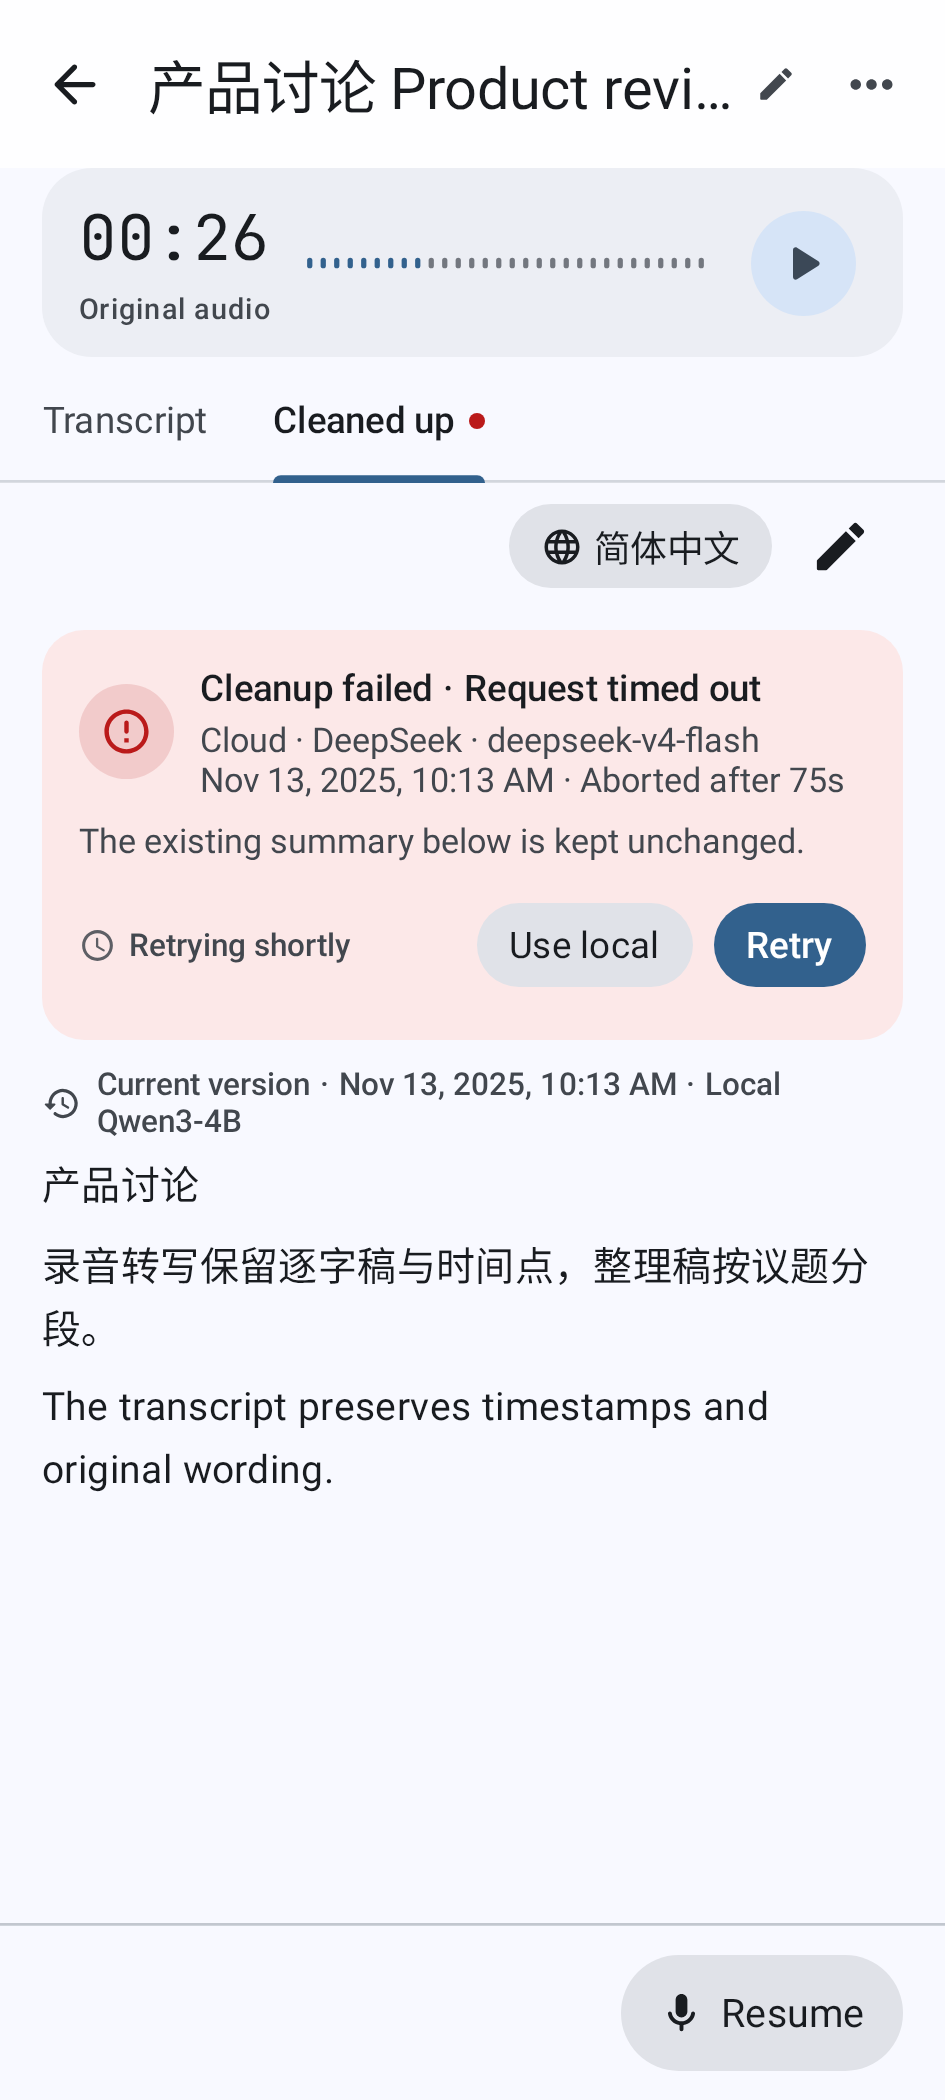 产品讨论 Product revi...
00:26
Original audio
Transcript
Cleaned up
简体中文
Cleanup failed · Request timed out
Cloud · DeepSeek · deepseek-v4-flash
Nov 13, 2025, 10:13 AM · Aborted after 75s
The existing summary below is kept unchanged.
Retrying shortly
Use local
Retry
Current version · Nov 13, 2025, 10:13 AM · Local
Qwen3-4B
产品讨论
录音转写保留逐字稿与时间点，整理稿按议题分
段。
The transcript preserves timestamps and
original wording.
Resume